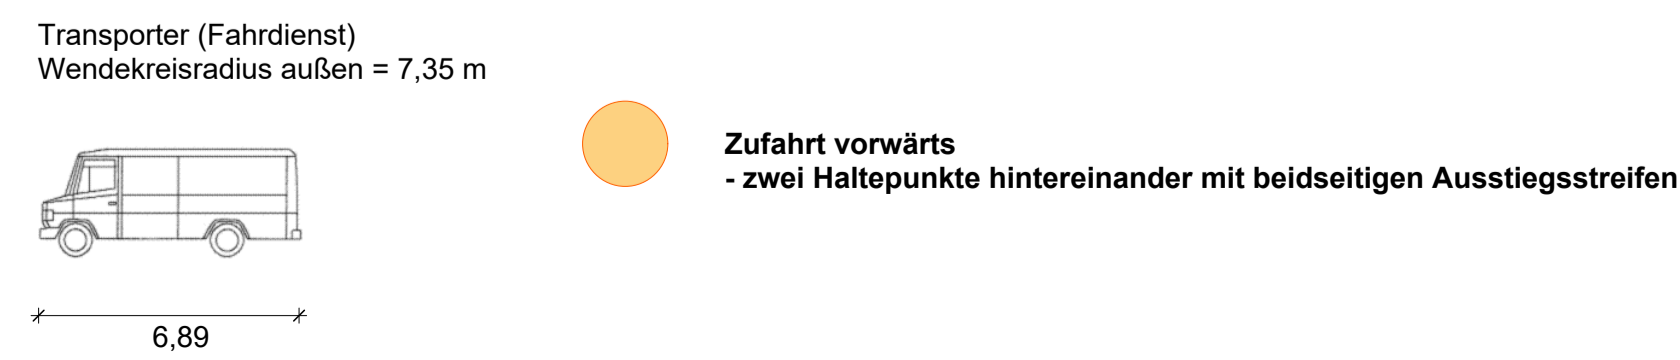 Transporter (Fahrdienst)
Wendekreisradius außen = 7,35 m
Zufahrt vorwärts
- zwei Haltepunkte hintereinander mit beidseitigen Ausstiegsstreifen
6,89